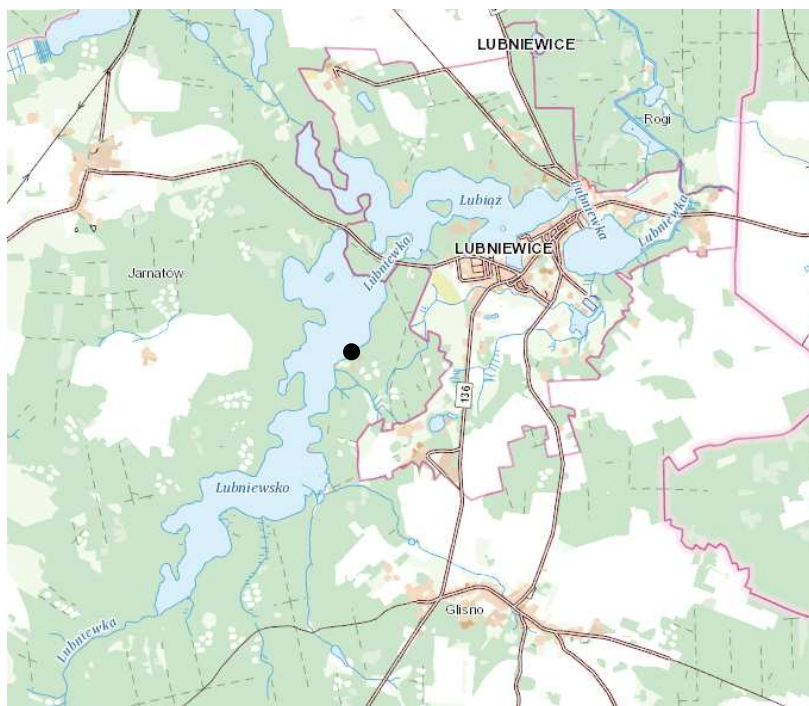 LUBNIEWICE
Rogi
Lubiąż
Lubniewka
Lubniewka
LUBNIEWICE
Lubniewka
Jarnatów
136
Lubniewsko
Glisno
Lubniewka